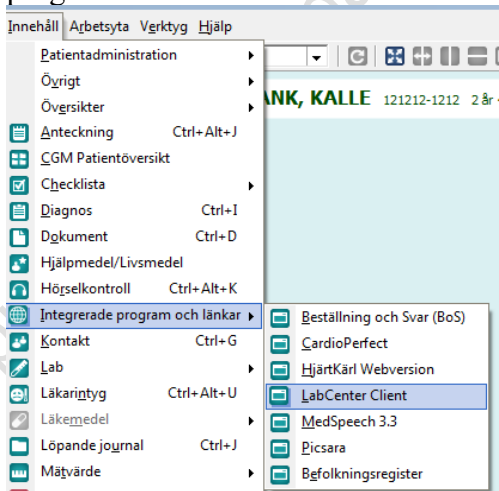 Innehåll Arbetsyta Verktyg Hjälp
Patientadministration
Övrigt
Översikter
ANK, KALLE 121212-1212 2 år
Anteckning Ctrl+Alt+J
CGM Patientöversikt
Checklista
Diagnos Ctrl+I
Dokument Ctrl+D
Hjälpmedel/Livsmedel
Hörselkontroll Ctrl+Alt+K
Integrerade program och länkar
Kontakt Ctrl+G
Lab
Läkarintyg Ctrl+Alt+U
Läkemedel
Löpande journal Ctrl+J
Mätvärde
Beställning och Svar (BoS)
CardioPerfect
HjärtKärl Webversion
LabCenter Client
MedSpeech 3.3
Picsara
Befolkningsregister